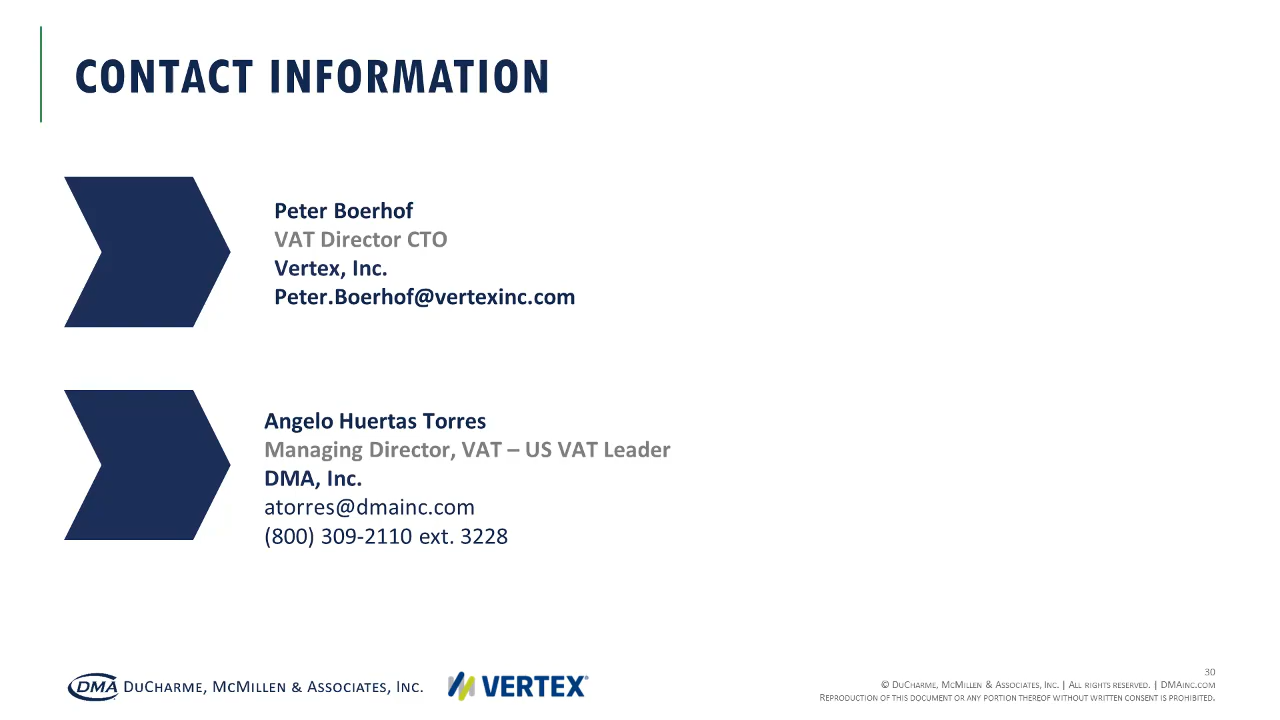 CONTACT INFORMATION
Peter Boerhof
VAT Director CTO
Vertex, Inc.
Peter.Boerhof@vertexinc.com
Angelo Huertas Torres
Managing Director, VAT – US VAT Leader
DMA, Inc.
atorres@dmainc.com
(800) 309-2110 ext. 3228
DMA DuCharme, McMillen & Associates, Inc.
VERTEX®
30
© DuCharme, McMillen & Associates, Inc. | All rights reserved. | DMAinc.com
Reproduction of this document or any portion thereof without written consent is prohibited.